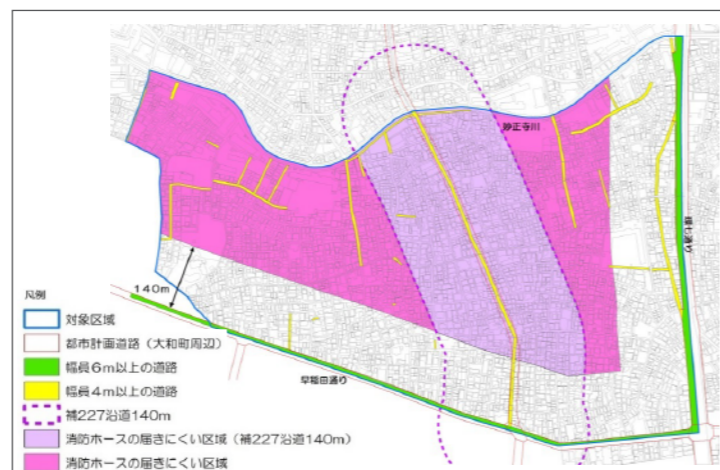 妙正寺川
環七通り
140m
早稲田通り
凡例
対象区域
都市計画道路（大和町周辺）
幅員6m以上の道路
幅員4m以上の道路
補227沿道140m
消防ホースの届きにくい区域（補227沿道140m）
消防ホースの届きにくい区域